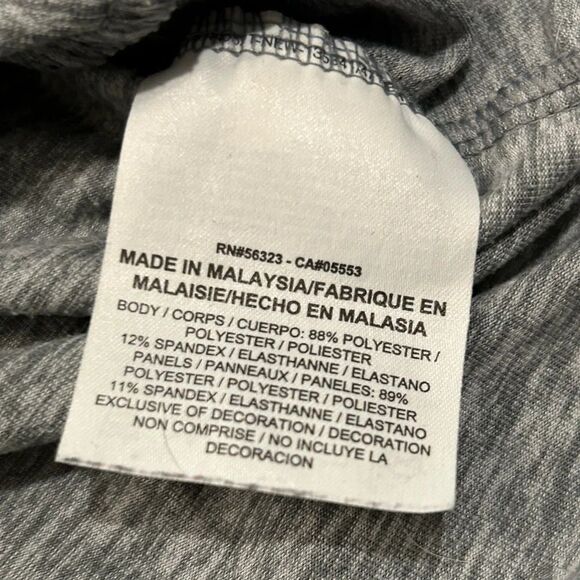 RN#56323 - CA#05553
MADE IN MALAYSIA/FABRIQUE EN
MALAISIE/HECHO EN MALASIA
BODY / CORPS / CUERPO: 88% POLYESTER /
POLYESTER / POLIESTER
12% SPANDEX / ELASTHANNE / ELASTANO
PANELS / PANNEAUX / PANELES: 89%
POLYESTER / POLYESTER / POLIESTER
11% SPANDEX / ELASTHANNE / ELASTANO
EXCLUSIVE OF DECORATION / DECORATION
NON COMPRISE / NO INCLUYE LA
DECORACION